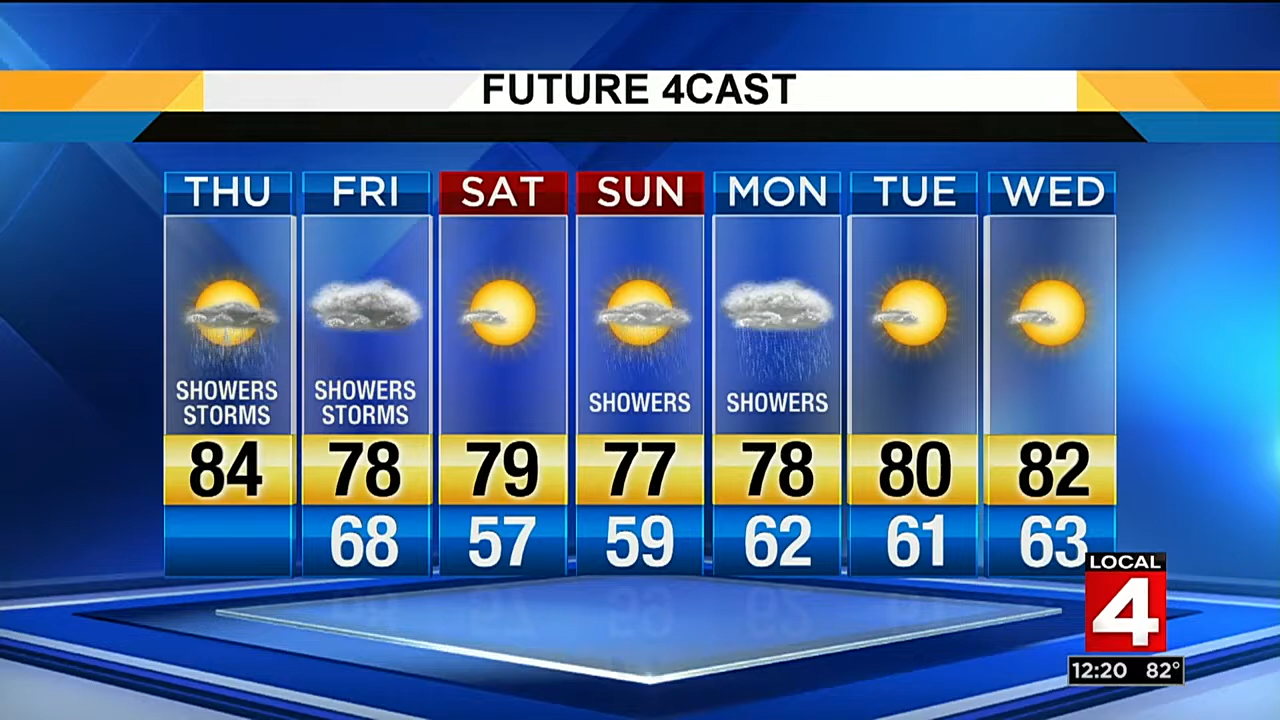 FUTURE 4CAST
THU FRI SAT SUN MON TUE WED
SHOWERS STORMS
SHOWERS STORMS
SHOWERS
SHOWERS
84 78 79 77 78 80 82
68 57 59 62 61 63
LOCAL
4
12:20 82°